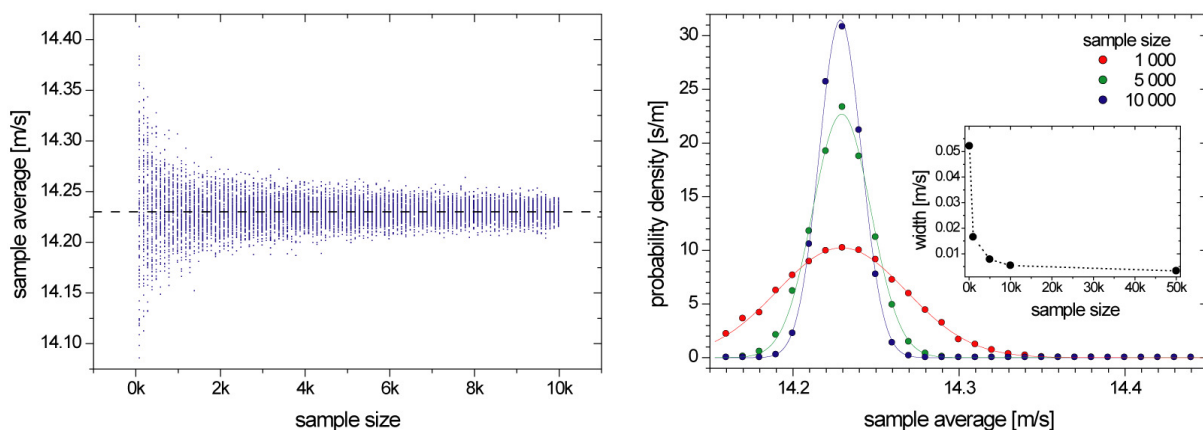 14.40
14.35
14.30
14.25
14.20
14.15
14.10
sample average [m/s]
0k 2k 4k 6k 8k 10k
sample size
30
25
20
15
10
5
0
probability density [s/m]
14.2 14.3 14.4
sample average [m/s]
sample size
1 000
5 000
10 000
0.05
0.04
0.03
0.02
0.01
width [m/s]
0k 10k 20k 30k 40k 50k
sample size